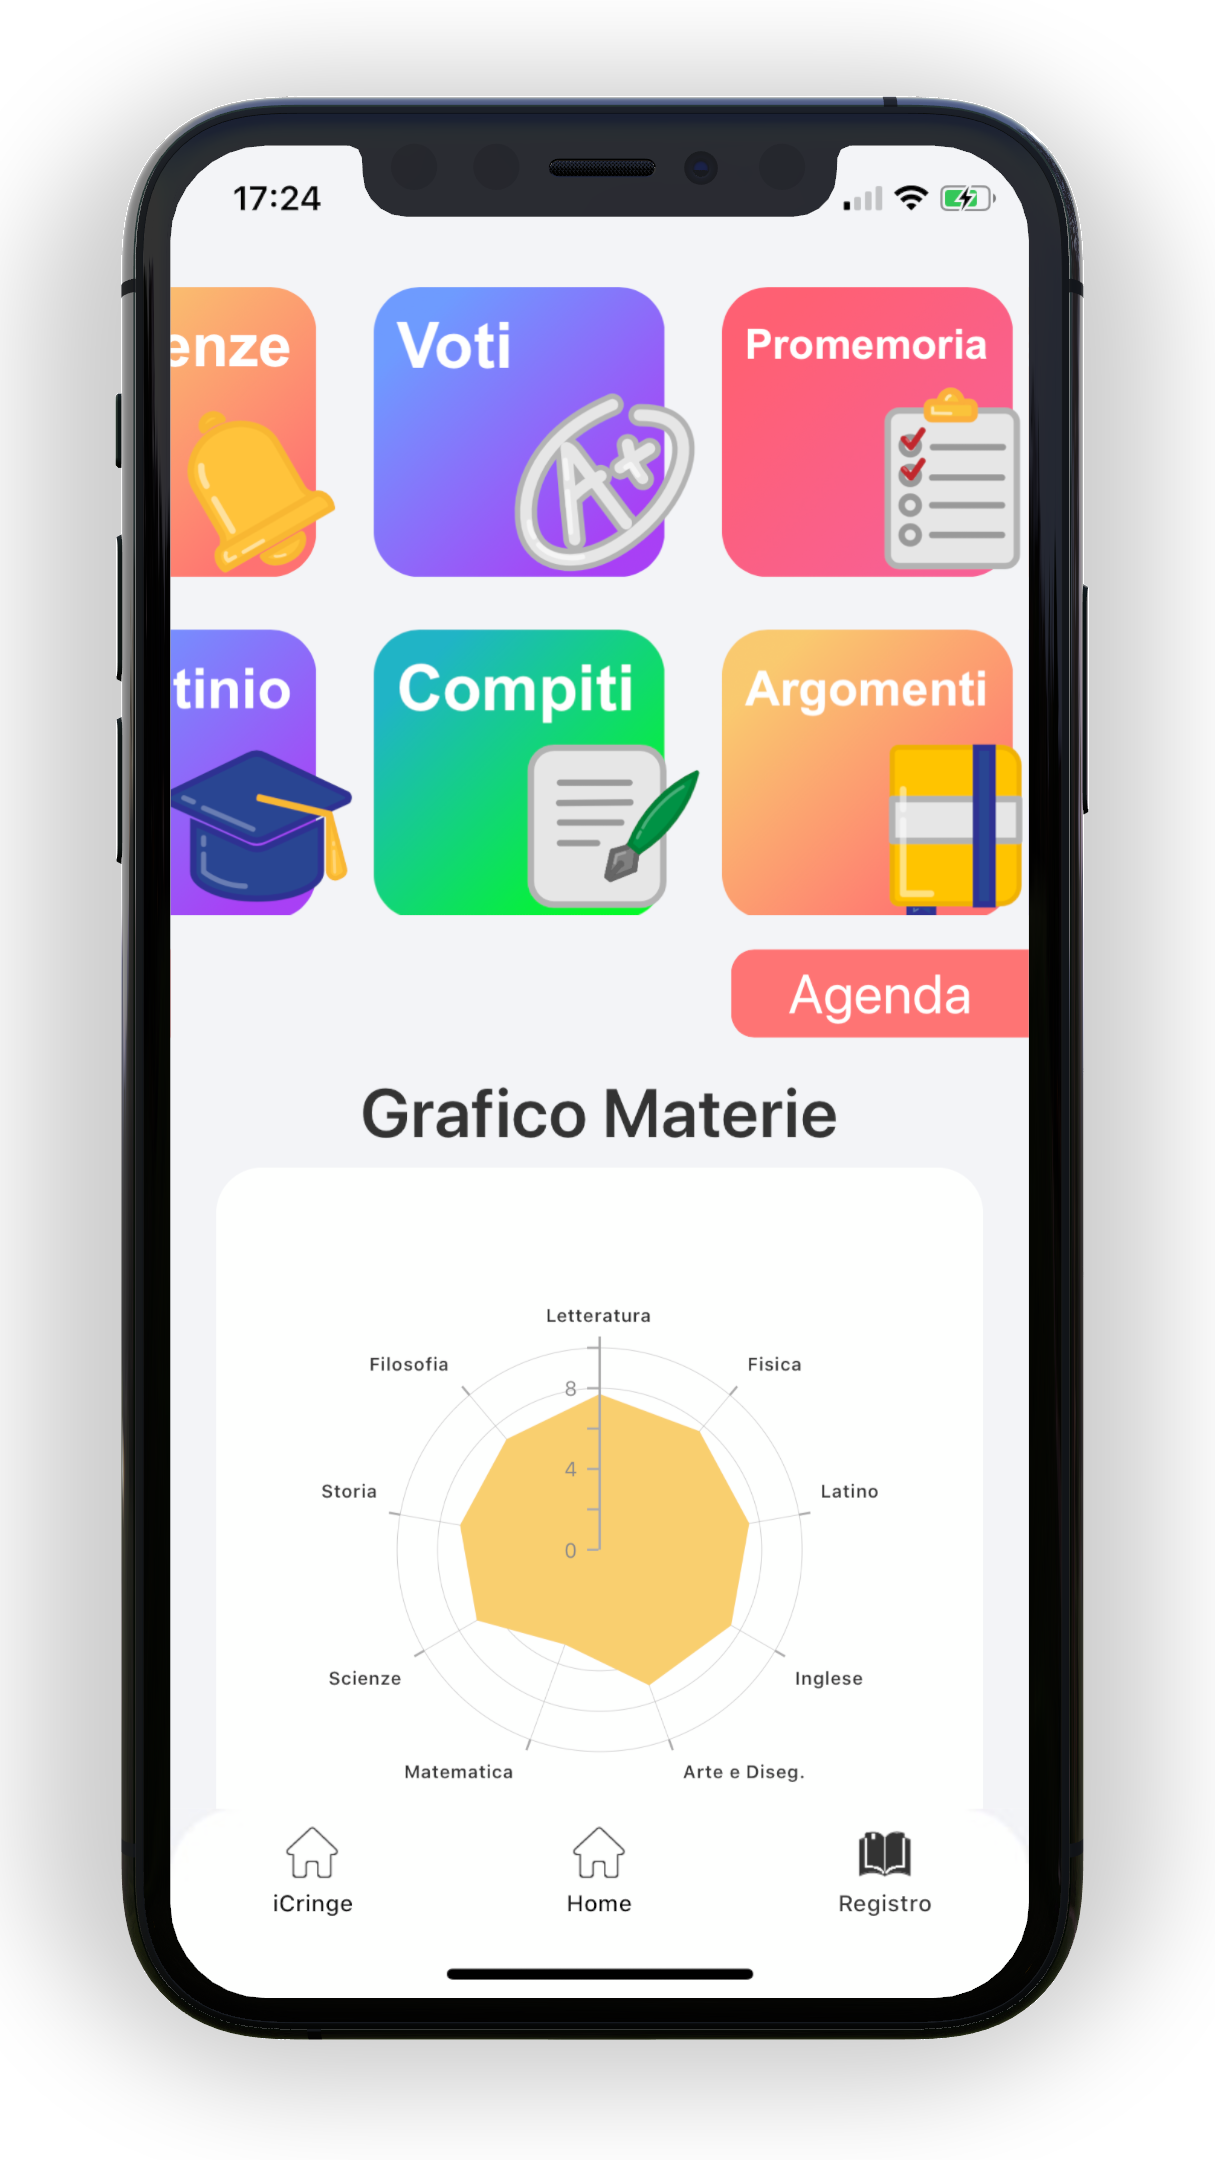 17:24
enze
Voti
Promemoria
A+
tinio
Compiti
Argomenti
Agenda
Grafico Materie
Letteratura
Filosofia
Fisica
8
Storia
Latino
4
0
Scienze
Inglese
Matematica
Arte e Diseg.
iCringe
Home
Registro